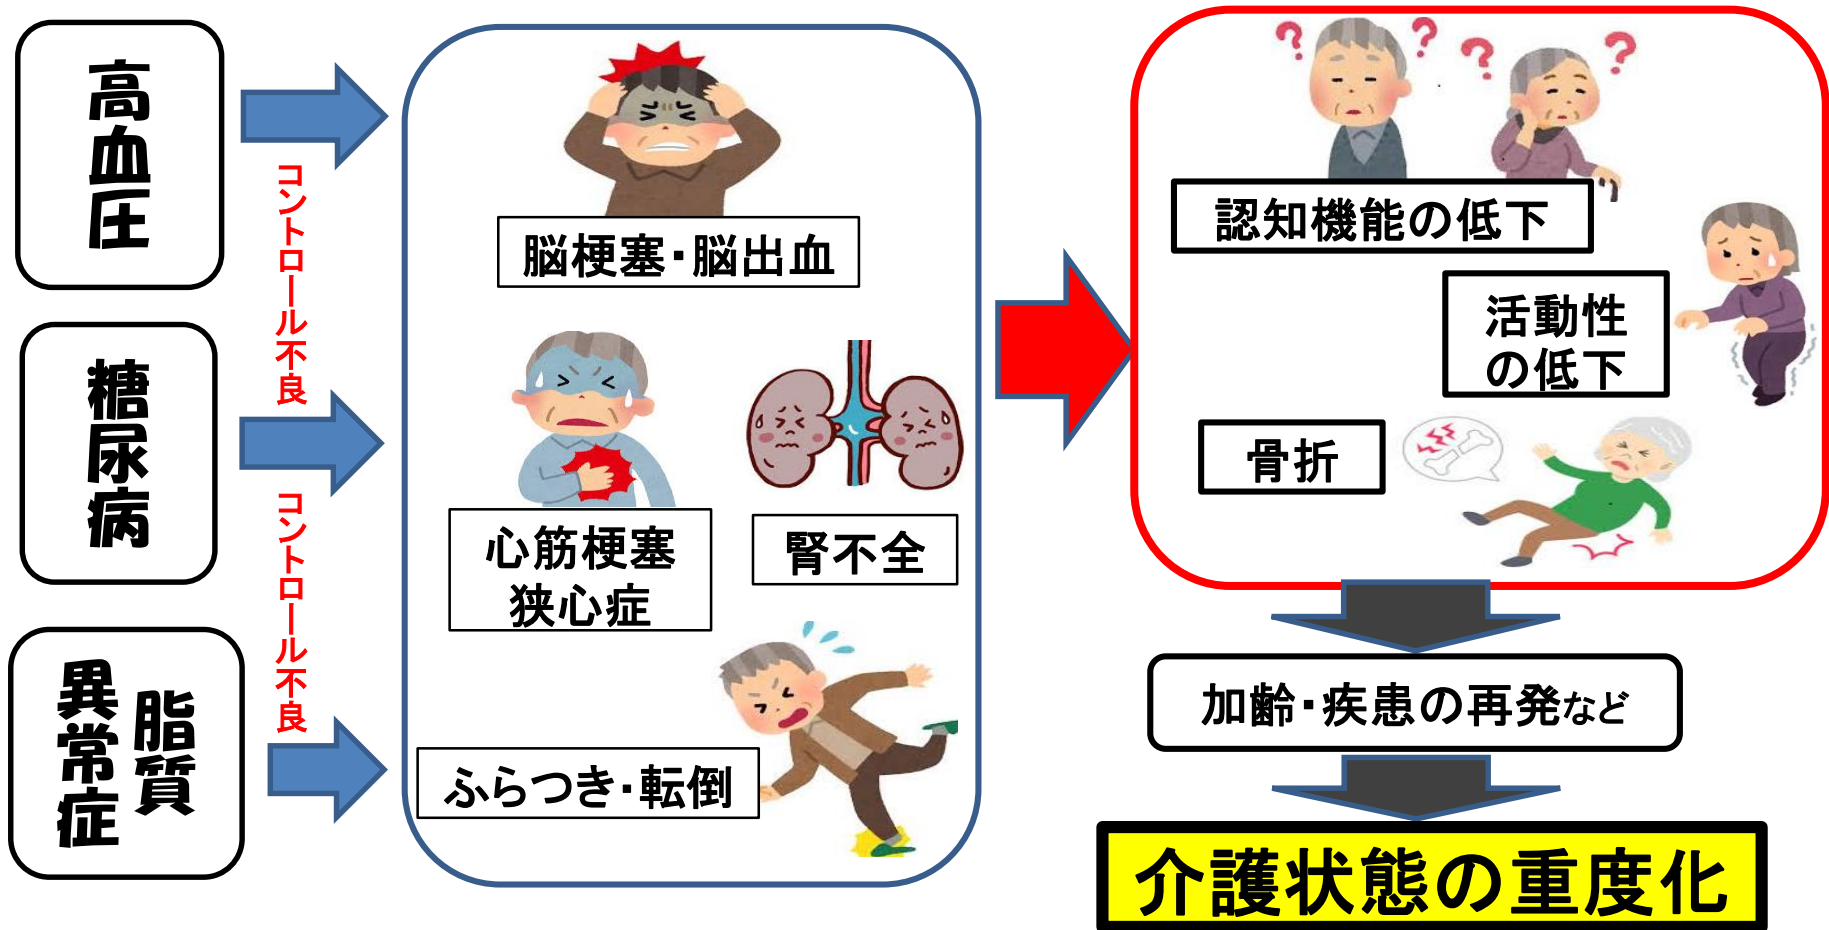 高血圧
糖尿病
脂質
異常症
コントロール不良
コントロール不良
脳梗塞・脳出血
心筋梗塞
狭心症
腎不全
ふらつき・転倒
? ? ? ?
認知機能の低下
活動性
の低下
骨折
加齢・疾患の再発など
介護状態の重度化